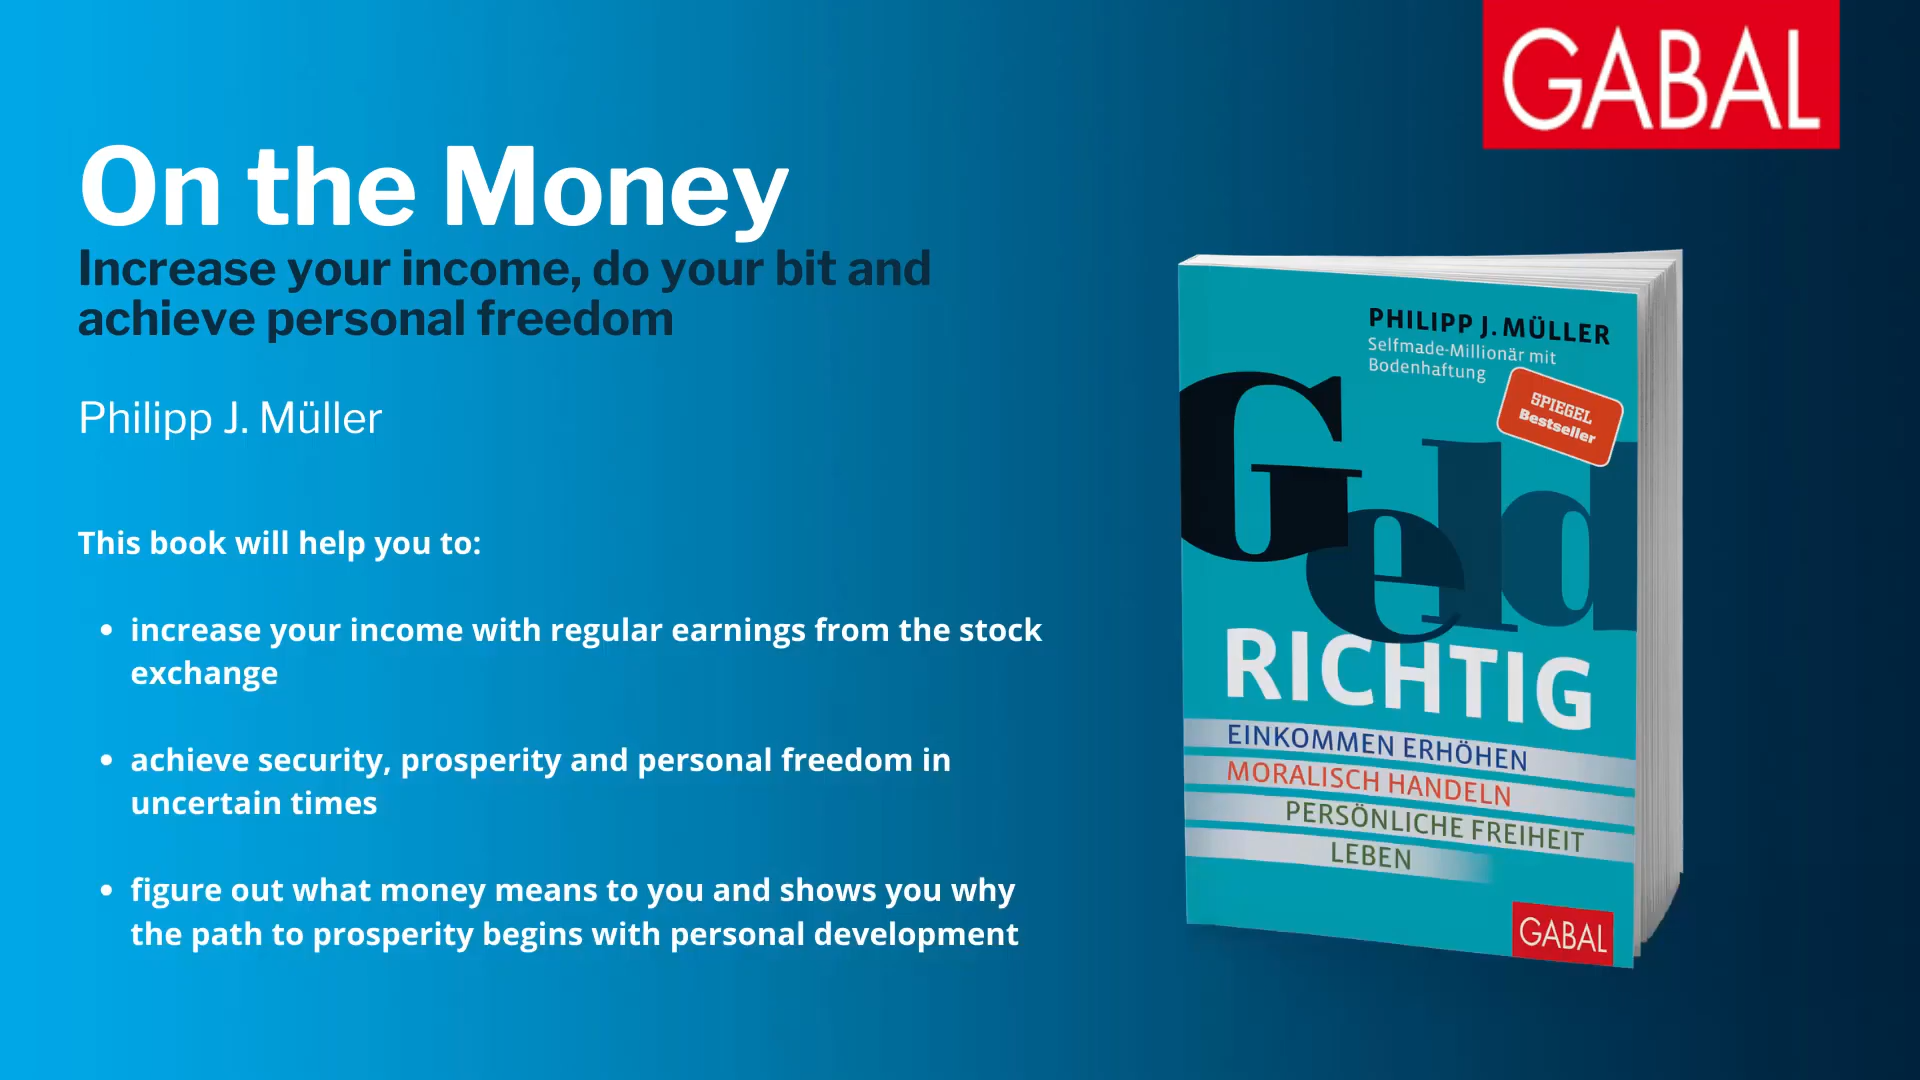 GABAL
On the Money
Increase your income, do your bit and
achieve personal freedom
Philipp J. Müller
This book will help you to:
• increase your income with regular earnings from the stock
exchange
• achieve security, prosperity and personal freedom in
uncertain times
• figure out what money means to you and shows you why
the path to prosperity begins with personal development
PHILIPP J. MÜLLER
Selfmade-Millionär mit
Bodenhaftung
SPIEGEL
Bestseller
Geld
RICHTIG
EINKOMMEN ERHÖHEN
MORALISCH HANDELN
PERSÖNLICHE FREIHEIT
LEBEN
GABAL